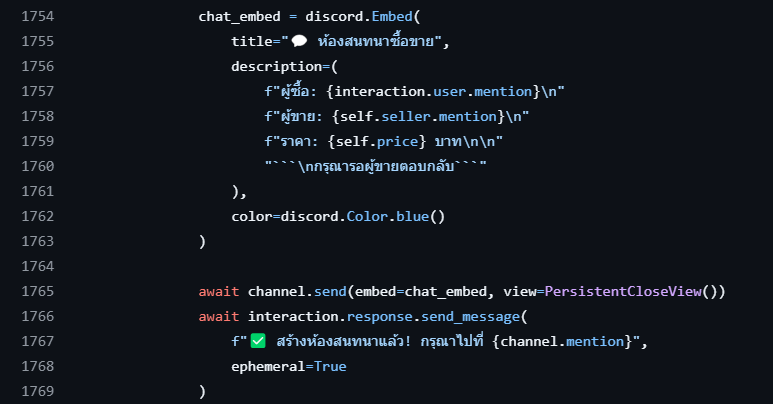 1754 chat_embed = discord.Embed(
1755 title="💬 ห้องสนทนาซื้อขาย",
1756 description=(
1757 f"ผู้ซื้อ: {interaction.user.mention}\n"
1758 f"ผู้ขาย: {self.seller.mention}\n"
1759 f"ราคา: {self.price} บาท\n\n"
1760 "```\nกรุณารอผู้ขายตอบกลับ```"
1761 ),
1762 color=discord.Color.blue()
1763 )
1764
1765 await channel.send(embed=chat_embed, view=PersistentCloseView())
1766 await interaction.response.send_message(
1767 f"✅ สร้างห้องสนทนาแล้ว! กรุณาไปที่ {channel.mention}",
1768 ephemeral=True
1769 )